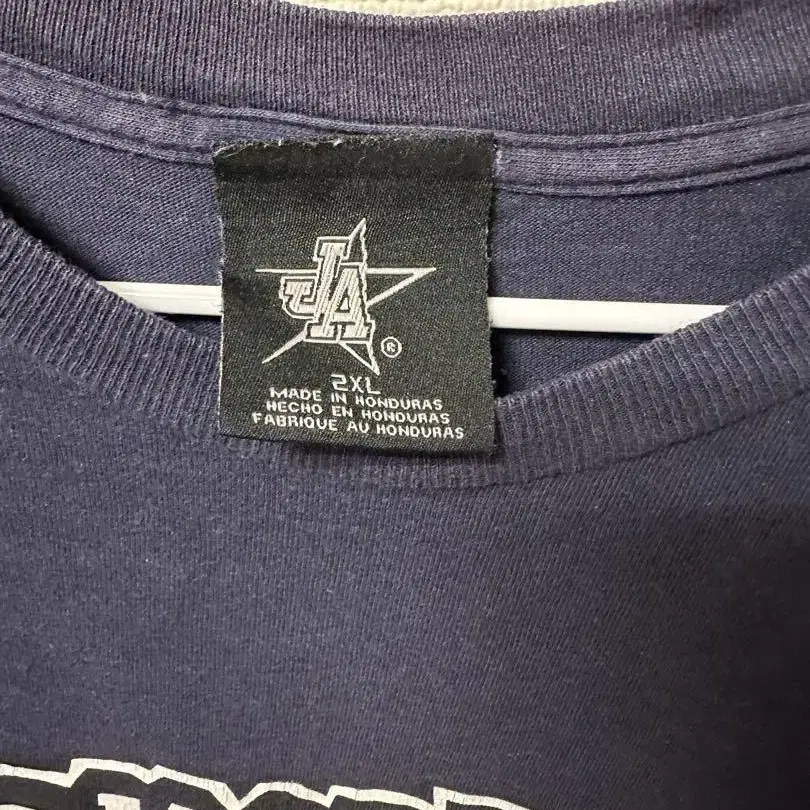 JA
®
2XL
MADE IN HONDURAS
HECHO EN HONDURAS
FABRIQUE AU HONDURAS